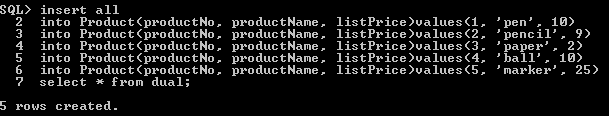 SQL> insert all
2 into Product(productNo, productName, listPrice)values(1, 'pen', 10)
3 into Product(productNo, productName, listPrice)values(2, 'pencil', 9)
4 into Product(productNo, productName, listPrice)values(3, 'paper', 2)
5 into Product(productNo, productName, listPrice)values(4, 'ball', 10)
6 into Product(productNo, productName, listPrice)values(5, 'marker', 25)
7 select * from dual;
5 rows created.